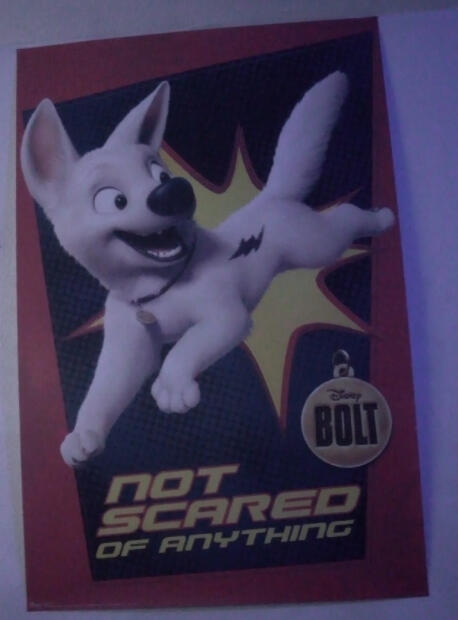 Disney
BOLT
NOT
SCARED
OF ANYTHING